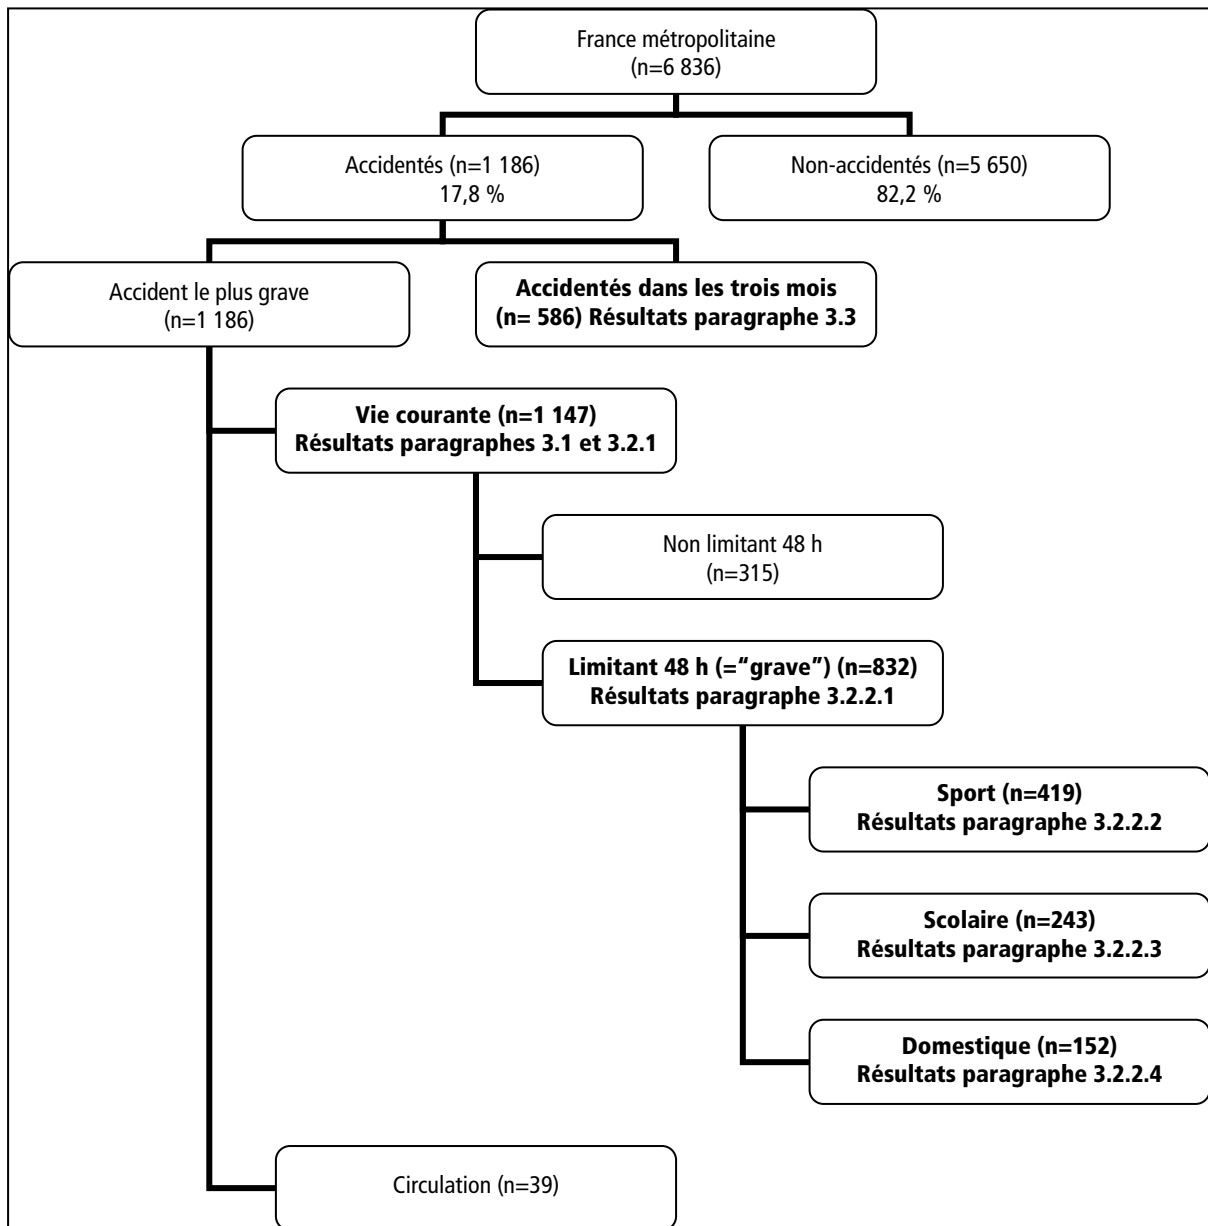 France métropolitaine
(n=6 836)
Accidentés (n=1 186)
17,8 %
Non-accidentés (n=5 650)
82,2 %
Accident le plus grave
(n=1 186)
Accidentés dans les trois mois
(n= 586) Résultats paragraphe 3.3
Vie courante (n=1 147)
Résultats paragraphes 3.1 et 3.2.1
Non limitant 48 h
(n=315)
Limitant 48 h (=“grave”) (n=832)
Résultats paragraphe 3.2.2.1
Sport (n=419)
Résultats paragraphe 3.2.2.2
Scolaire (n=243)
Résultats paragraphe 3.2.2.3
Domestique (n=152)
Résultats paragraphe 3.2.2.4
Circulation (n=39)